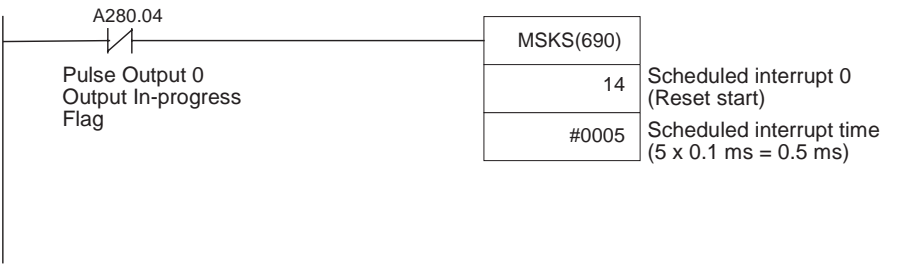 A280.04
Pulse Output 0
Output In-progress
Flag
MSKS(690)
14
Scheduled interrupt 0
(Reset start)
#0005
Scheduled interrupt time
(5 x 0.1 ms = 0.5 ms)